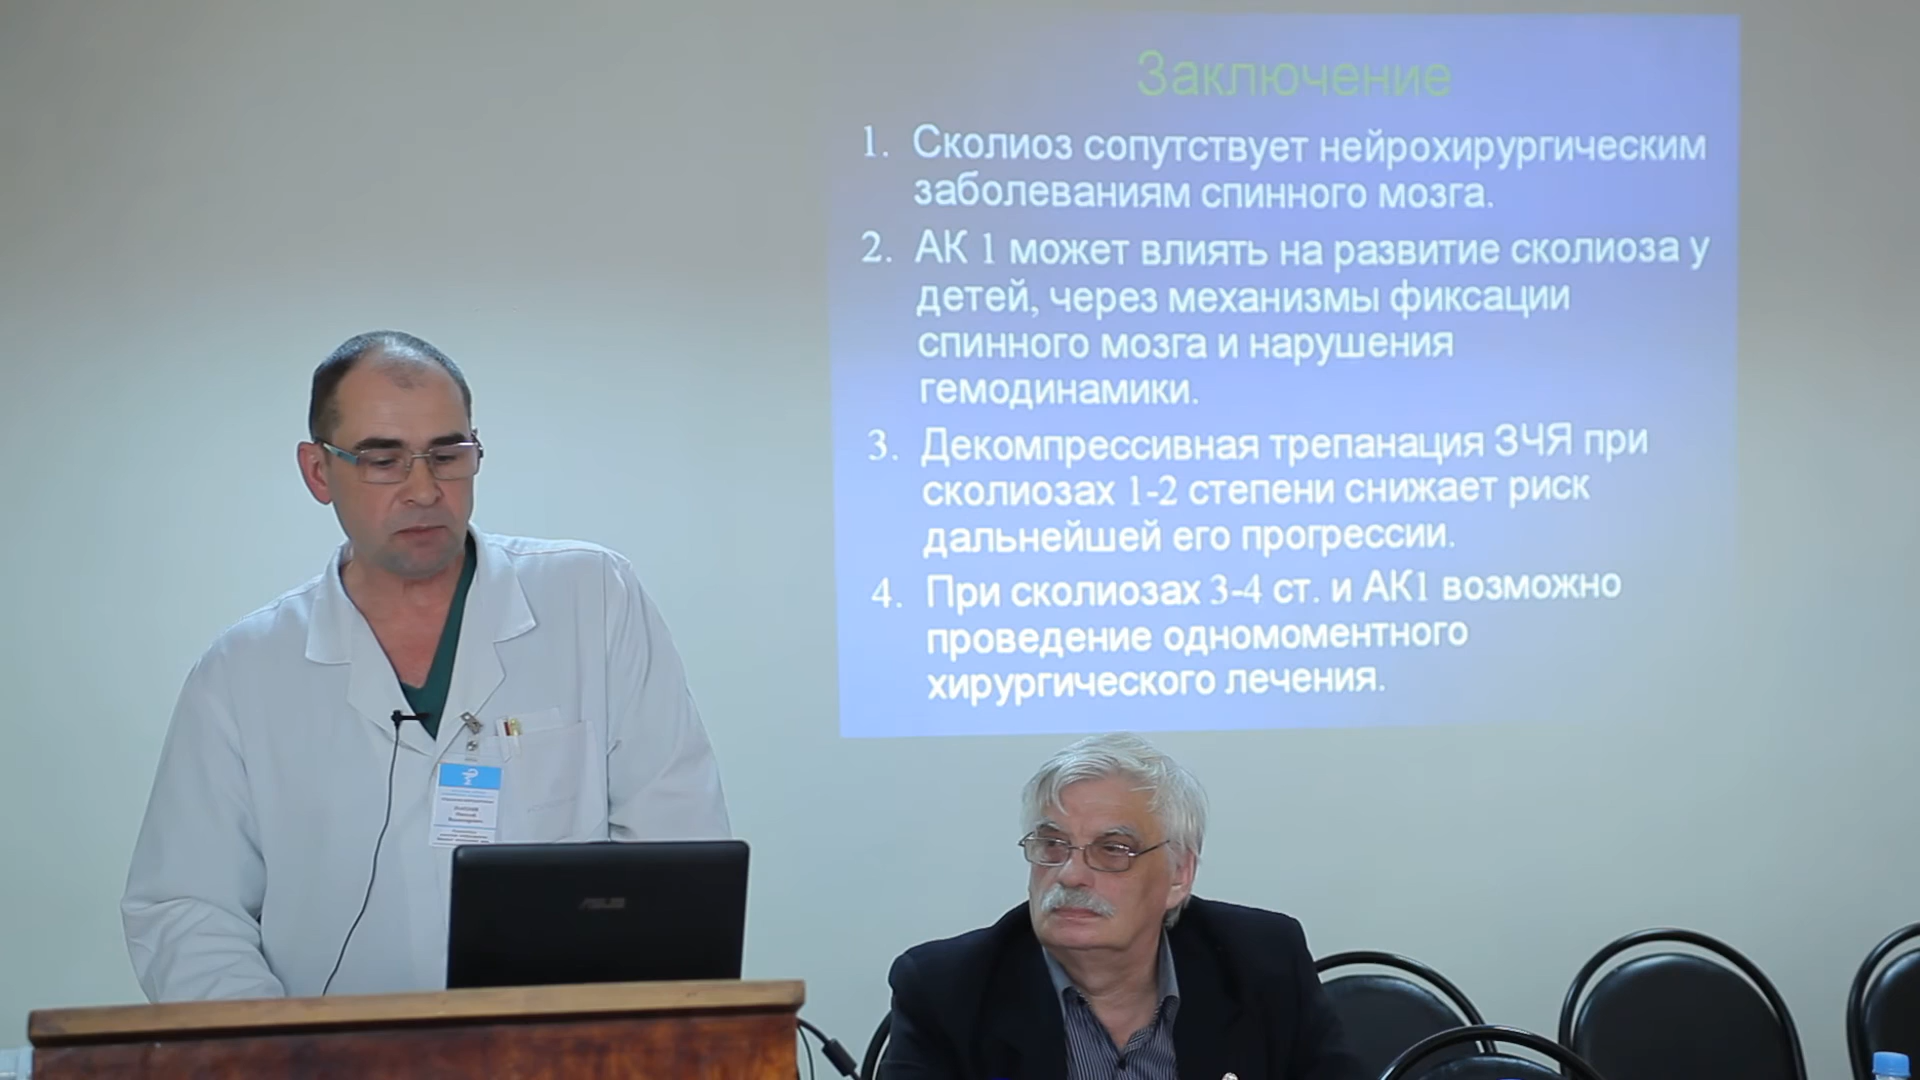 Заключение
1. Сколиоз сопутствует нейрохирургическим
заболеваниям спинного мозга.
2. АК 1 может влиять на развитие сколиоза у
детей, через механизмы фиксации
спинного мозга и нарушения
гемодинамики.
3. Декомпрессивная трепанация ЗЧЯ при
сколиозах 1-2 степени снижает риск
дальнейшей его прогрессии.
4. При сколиозах 3-4 ст. и АК1 возможно
проведение одномоментного
хирургического лечения.
ASUS